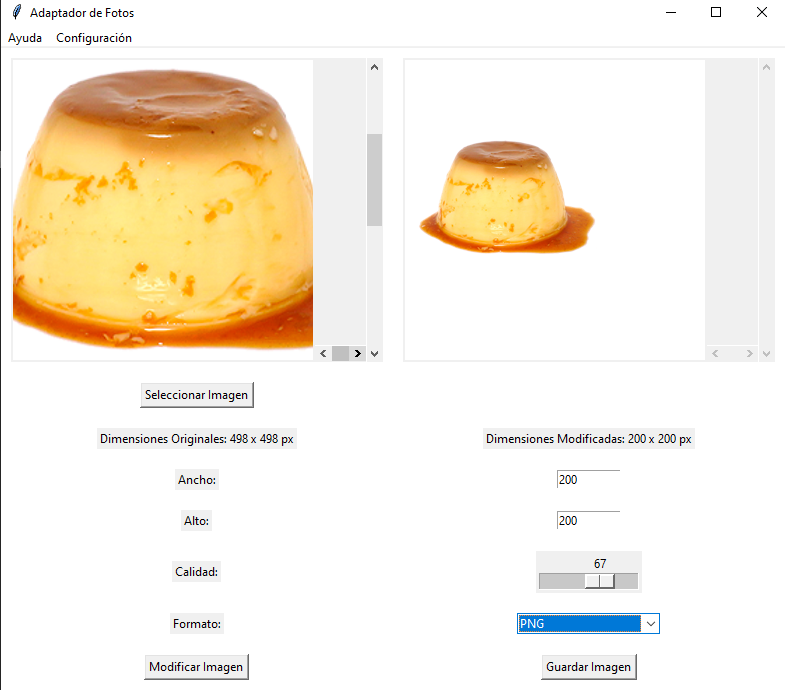 Adaptador de Fotos
Ayuda Configuración
Seleccionar Imagen
Dimensiones Originales: 498 x 498 px
Dimensiones Modificadas: 200 x 200 px
Ancho:
200
Alto:
200
Calidad:
67
Formato:
PNG
Modificar Imagen
Guardar Imagen